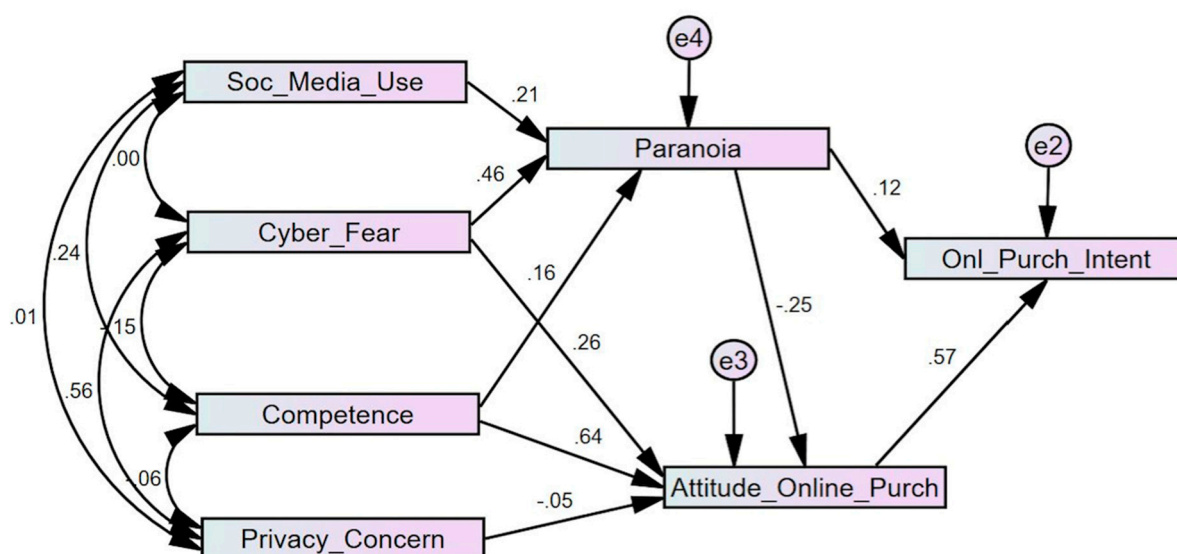 e4
Soc_Media_Use
.21
Paranoia
e2
.00
.46
.12
Cyber_Fear
Onl_Purch_Intent
.24
.16
.01
-.15
-.25
.26
e3
.57
.56
Competence
.64
-.06
Attitude_Online_Purch
-.05
Privacy_Concern